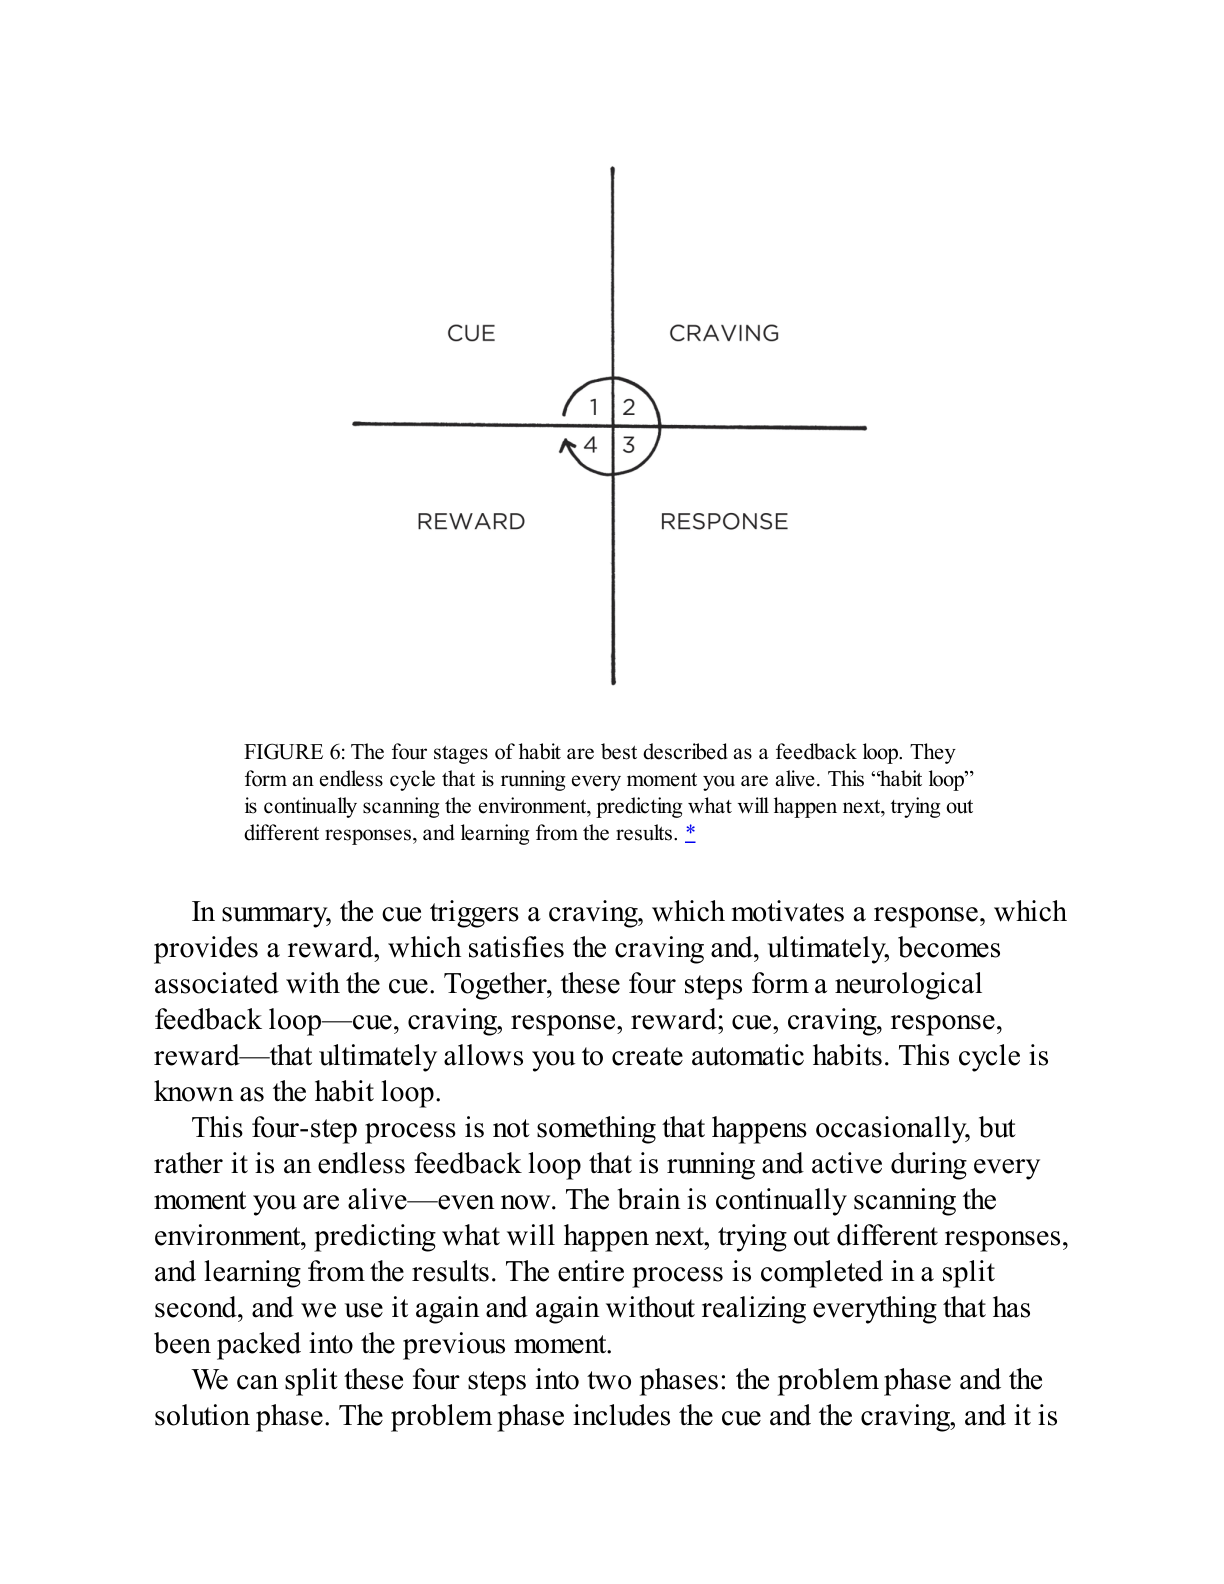 CUE
CRAVING
1
2
4
3
REWARD
RESPONSE
FIGURE 6: The four stages of habit are best described as a feedback loop. They
form an endless cycle that is running every moment you are alive. This “habit loop”
is continually scanning the environment, predicting what will happen next, trying out
different responses, and learning from the results. *
In summary, the cue triggers a craving, which motivates a response, which
provides a reward, which satisfies the craving and, ultimately, becomes
associated with the cue. Together, these four steps form a neurological
feedback loop—cue, craving, response, reward; cue, craving, response,
reward—that ultimately allows you to create automatic habits. This cycle is
known as the habit loop.
This four-step process is not something that happens occasionally, but
rather it is an endless feedback loop that is running and active during every
moment you are alive—even now. The brain is continually scanning the
environment, predicting what will happen next, trying out different responses,
and learning from the results. The entire process is completed in a split
second, and we use it again and again without realizing everything that has
been packed into the previous moment.
We can split these four steps into two phases: the problem phase and the
solution phase. The problem phase includes the cue and the craving, and it is